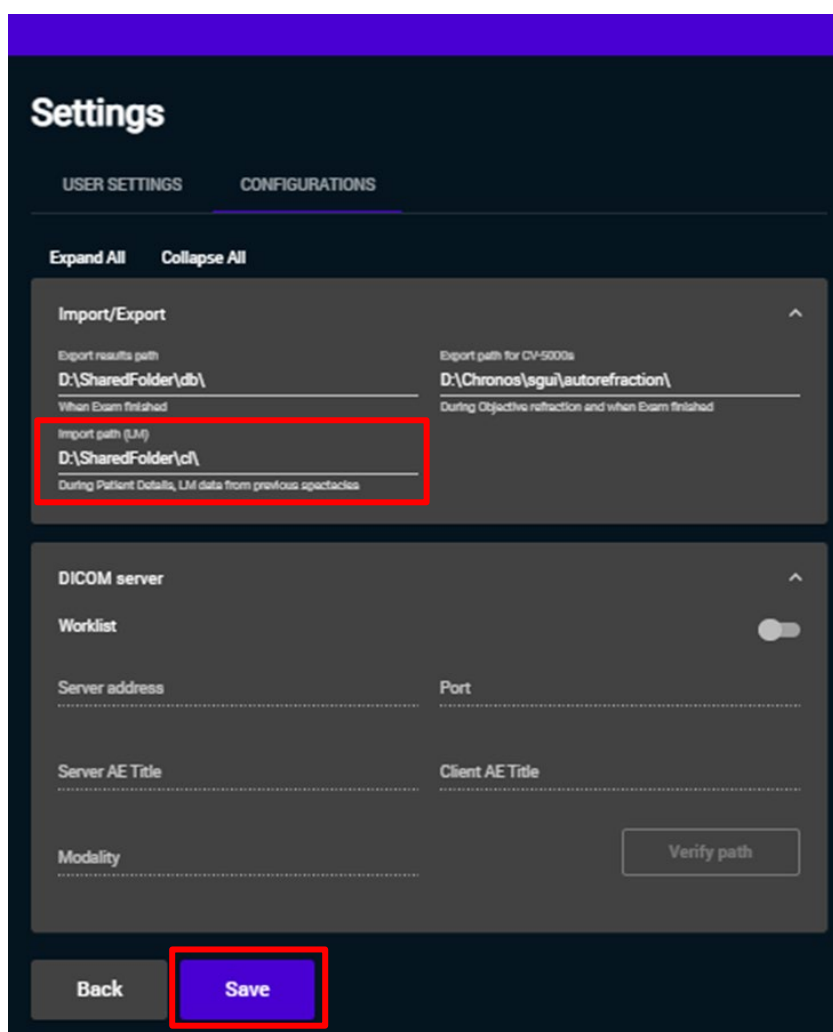 Settings
USER SETTINGS CONFIGURATIONS
Expand All Collapse All
Import/Export
Export results path Export path for CV-5000s
D:\SharedFolder\db\ D:\Chronos\sgui\autorefraction\
When Exam finished During Objective refraction and when Exam finished
Import path (LM)
D:\SharedFolder\cl\
During Patient Details, LM data from previous spectacles
DICOM server
Worklist
Server address Port
Server AE Title Client AE Title
Modality Verify path
Back Save